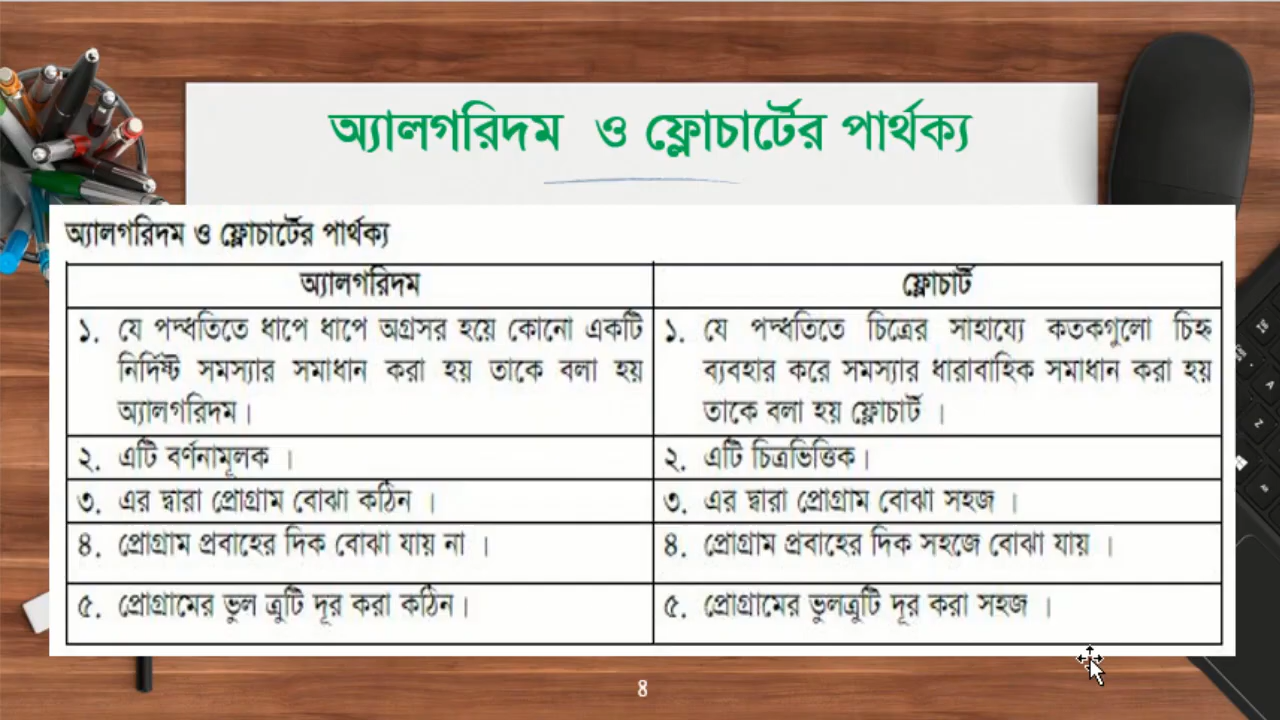 অ্যালগরিদম ও ফ্লোচার্টের পার্থক্য
অ্যালগরিদম ও ফ্লোচার্টের পার্থক্য
অ্যালগরিদম
ফ্লোচার্ট
১. যে পদ্ধতিতে ধাপে ধাপে অগ্রসর হয়ে কোনো একটি
নির্দিষ্ট সমস্যার সমাধান করা হয় তাকে বলা হয়
অ্যালগরিদম।
১. যে পদ্ধতিতে চিত্রের সাহায্যে কতকগুলো চিহ্ন
ব্যবহার করে সমস্যার ধারাবাহিক সমাধান করা হয়
তাকে বলা হয় ফ্লোচার্ট ।
২. এটি বর্ণনামূলক ।
২. এটি চিত্রভিত্তিক।
৩. এর দ্বারা প্রোগ্রাম বোঝা কঠিন ।
৩. এর দ্বারা প্রোগ্রাম বোঝা সহজ ।
৪. প্রোগ্রাম প্রবাহের দিক বোঝা যায় না ।
৪. প্রোগ্রাম প্রবাহের দিক সহজে বোঝা যায় ।
৫. প্রোগ্রামের ভুল ত্রুটি দূর করা কঠিন।
৫. প্রোগ্রামের ভুলত্রুটি দূর করা সহজ ।
8